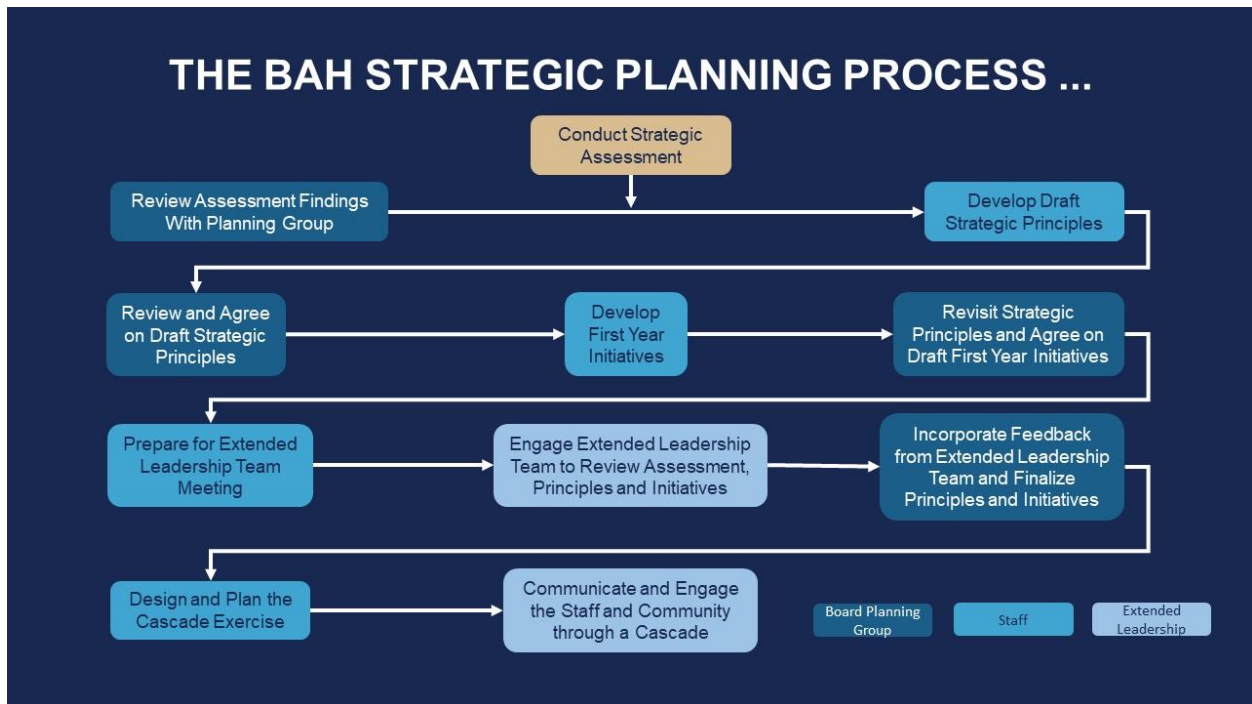 THE BAH STRATEGIC PLANNING PROCESS ...
Conduct Strategic
Assessment
Review Assessment Findings
With Planning Group
Develop Draft
Strategic Principles
Review and Agree
on Draft Strategic
Principles
Develop
First Year
Initiatives
Revisit Strategic
Principles and Agree on
Draft First Year Initiatives
Prepare for Extended
Leadership Team
Meeting
Engage Extended Leadership
Team to Review Assessment,
Principles and Initiatives
Incorporate Feedback
from Extended Leadership
Team and Finalize
Principles and Initiatives
Design and Plan the
Cascade Exercise
Communicate and Engage
the Staff and Community
through a Cascade
Board Planning
Group
Staff
Extended
Leadership